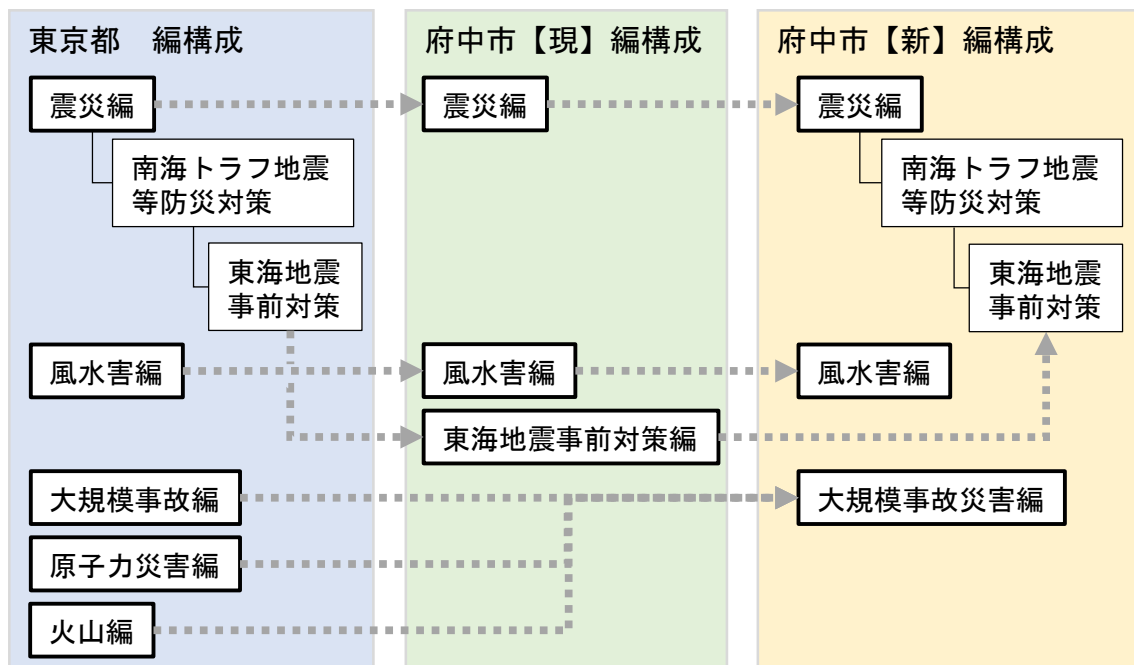 東京都　編構成
震災編
南海トラフ地震
等防災対策
東海地震
事前対策
風水害編
大規模事故編
原子力災害編
火山編
府中市【現】編構成
震災編
風水害編
東海地震事前対策編
府中市【新】編構成
震災編
南海トラフ地震
等防災対策
東海地震
事前対策
風水害編
大規模事故災害編